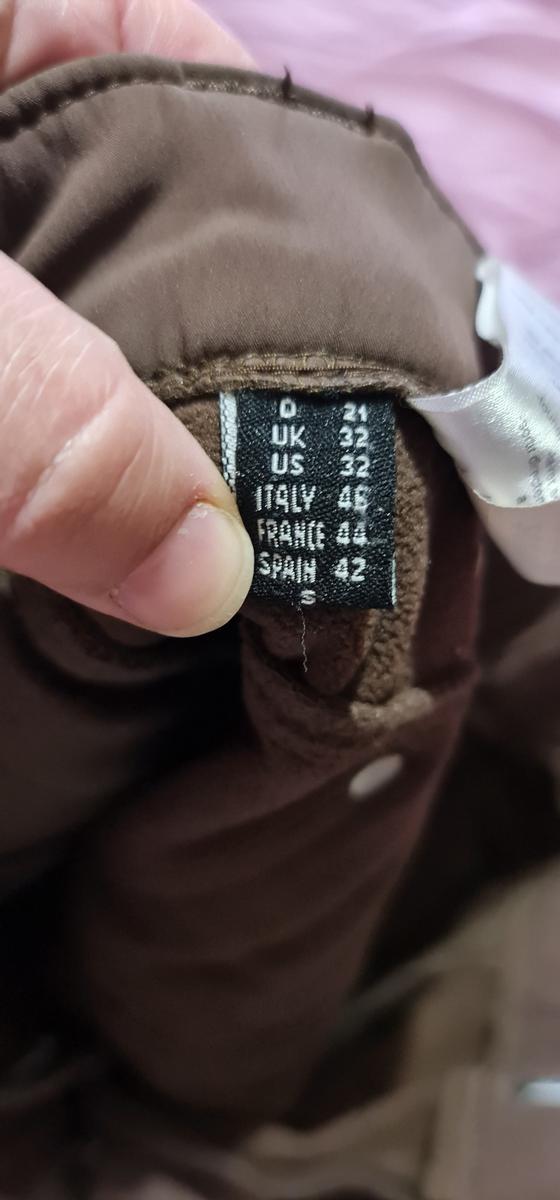 D 21
UK 32
US 32
ITALY 46
FRANCE 44
SPAIN 42
S